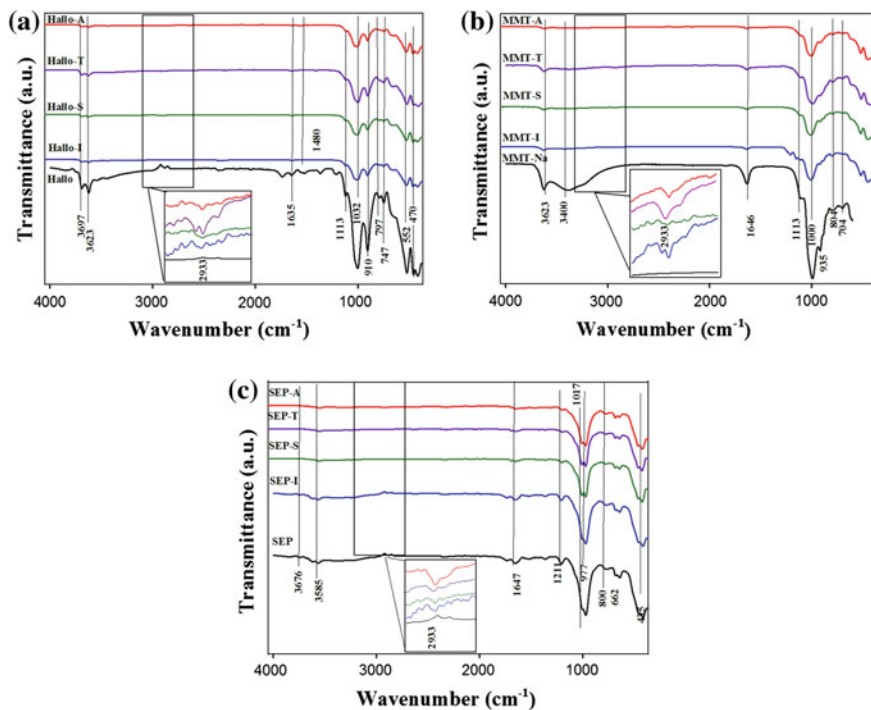 (a)
Hallo-A
Hallo-T
Hallo-S
Hallo-I
Hallo
3697
3623
2933
1635
1480
1113
1032
910
797
747
552
470
4000
3000
2000
1000
Transmittance (a.u.)
Wavenumber (cm-1)
(b)
MMT-A
MMT-T
MMT-S
MMT-I
MMT-Na
3623
3400
2933
1646
1113
1000
935
804
704
4000
3000
2000
1000
Transmittance (a.u.)
Wavenumber (cm-1)
(c)
SEP-A
SEP-T
SEP-S
SEP-I
SEP
3676
3585
2933
1647
1211
1017
977
800
662
4000
3000
2000
1000
Transmittance (a.u.)
Wavenumber (cm-1)